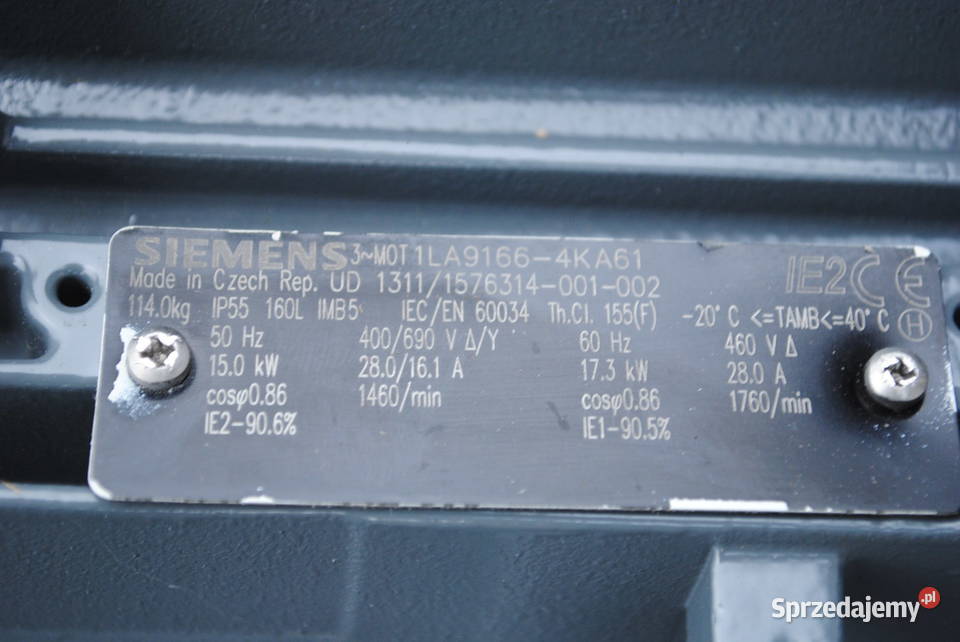 SIEMENS 3~MOT 1LA9166-4KA61
Made in Czech Rep. UD 1311/1576314-001-002 IE2 CE
114.0kg IP55 160L IMB5 IEC/EN 60034 Th.Cl. 155(F) -20° C <=TAMB<=40° C H
50 Hz 400/690 V Δ/Y 60 Hz 460 V Δ
15.0 kW 28.0/16.1 A 17.3 kW 28.0 A
cosφ0.86 1460/min cosφ0.86 1760/min
IE2-90.6% IE1-90.5%
Sprzedajemy.pl